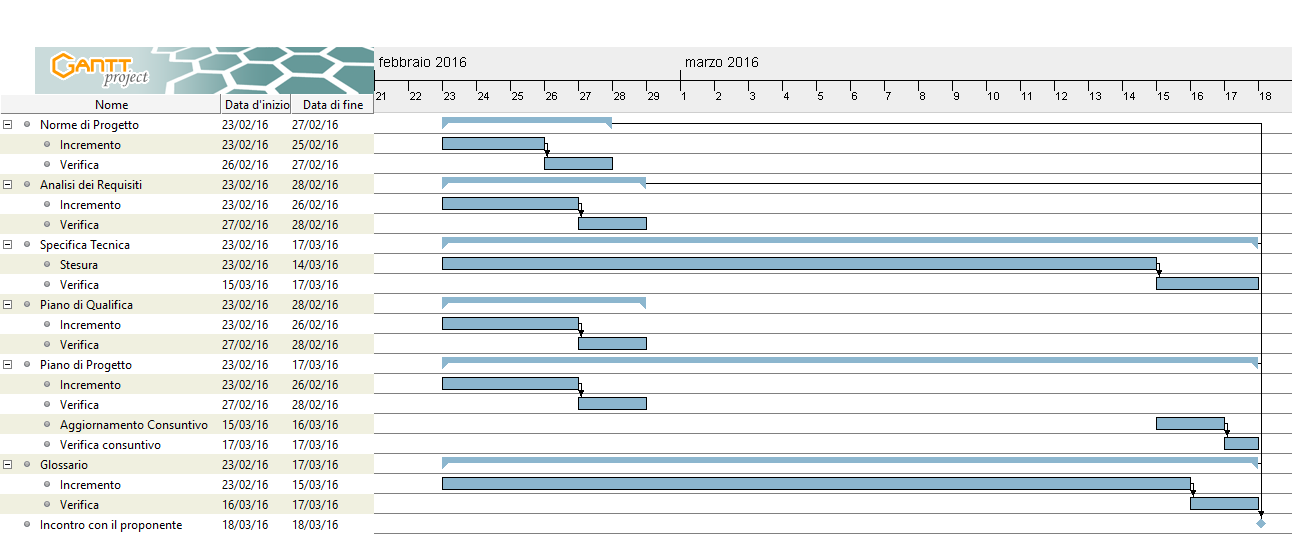 GANTT project
febbraio 2016 marzo 2016
21 22 23 24 25 26 27 28 29 1 2 3 4 5 6 7 8 9 10 11 12 13 14 15 16 17 18
Nome Data d'inizio Data di fine
Norme di Progetto 23/02/16 27/02/16
Incremento 23/02/16 25/02/16
Verifica 26/02/16 27/02/16
Analisi dei Requisiti 23/02/16 28/02/16
Incremento 23/02/16 26/02/16
Verifica 27/02/16 28/02/16
Specifica Tecnica 23/02/16 17/03/16
Stesura 23/02/16 14/03/16
Verifica 15/03/16 17/03/16
Piano di Qualifica 23/02/16 28/02/16
Incremento 23/02/16 26/02/16
Verifica 27/02/16 28/02/16
Piano di Progetto 23/02/16 17/03/16
Incremento 23/02/16 26/02/16
Verifica 27/02/16 28/02/16
Aggiornamento Consuntivo 15/03/16 16/03/16
Verifica consuntivo 17/03/16 17/03/16
Glossario 23/02/16 17/03/16
Incremento 23/02/16 15/03/16
Verifica 16/03/16 17/03/16
Incontro con il proponente 18/03/16 18/03/16